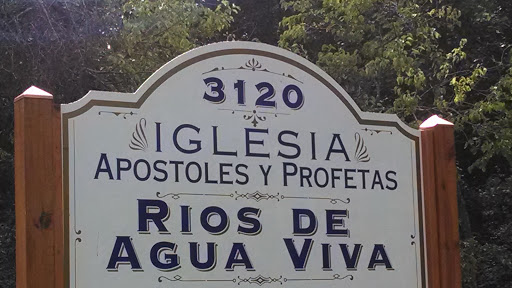 3120
IGLESIA
APOSTOLES Y PROFETAS
RIOS DE
AGUA VIVA